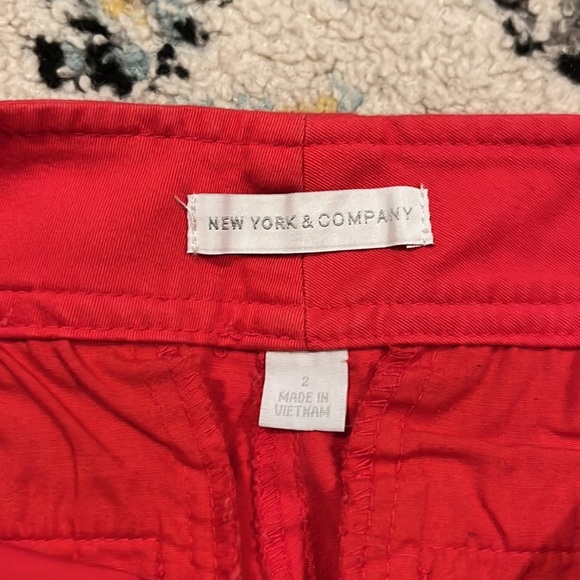 NEW YORK & COMPANY
2
MADE IN
VIETNAM